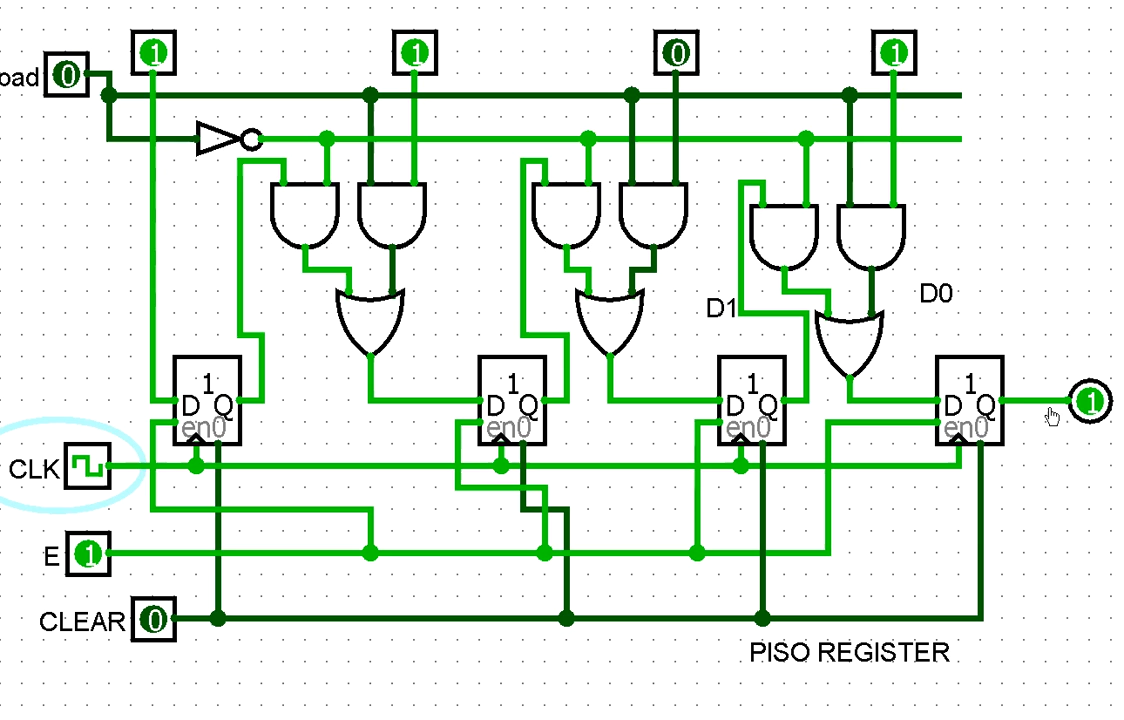 1 1 0 1
oad 0
D1 D0
1 1 1 1
D Q D Q D Q D Q 1
en0 en0 en0 en0
CLK
E 1
CLEAR 0
PISO REGISTER